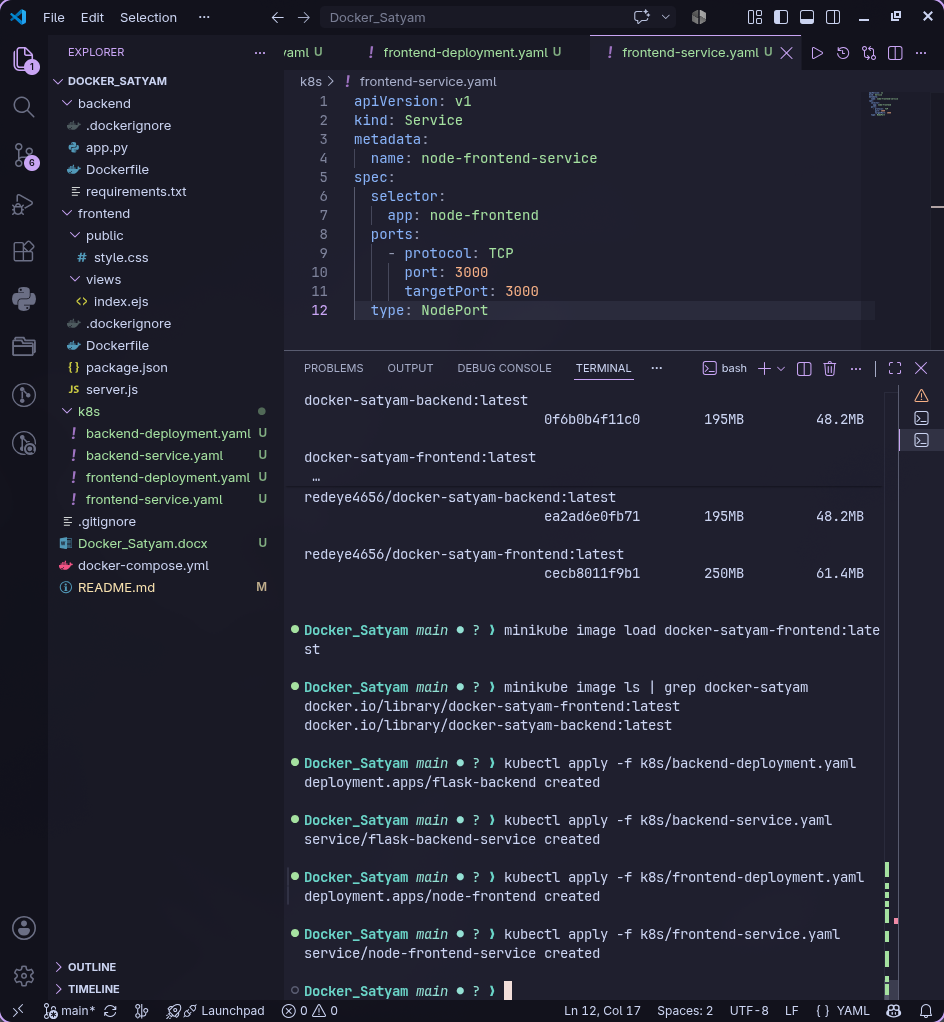 File Edit Selection ··· Docker_Satyam
EXPLORER ···
1
6
DOCKER_SATYAM
backend
.dockerignore
app.py
Dockerfile
requirements.txt
frontend
public
# style.css
views
<> index.ejs
.dockerignore
Dockerfile
{} package.json
JS server.js
k8s
! backend-deployment.yaml U
! backend-service.yaml U
! frontend-deployment.yaml U
! frontend-service.yaml U
.gitignore
Docker_Satyam.docx U
docker-compose.yml
README.md M
OUTLINE
TIMELINE
yaml U ! frontend-deployment.yaml U ! frontend-service.yaml U ···
k8s > ! frontend-service.yaml
1 apiVersion: v1
2 kind: Service
3 metadata:
4 name: node-frontend-service
5 spec:
6 selector:
7 app: node-frontend
8 ports:
9 - protocol: TCP
10 port: 3000
11 targetPort: 3000
12 type: NodePort
PROBLEMS OUTPUT DEBUG CONSOLE TERMINAL ··· bash ···
docker-satyam-backend:latest
0f6b0b4f11c0 195MB 48.2MB
docker-satyam-frontend:latest
…
redeye4656/docker-satyam-backend:latest
ea2ad6e0fb71 195MB 48.2MB
redeye4656/docker-satyam-frontend:latest
cecb8011f9b1 250MB 61.4MB
Docker_Satyam main ● ? ❯ minikube image load docker-satyam-frontend:late
st
Docker_Satyam main ● ? ❯ minikube image ls | grep docker-satyam
docker.io/library/docker-satyam-frontend:latest
docker.io/library/docker-satyam-backend:latest
Docker_Satyam main ● ? ❯ kubectl apply -f k8s/backend-deployment.yaml
deployment.apps/flask-backend created
Docker_Satyam main ● ? ❯ kubectl apply -f k8s/backend-service.yaml
service/flask-backend-service created
Docker_Satyam main ● ? ❯ kubectl apply -f k8s/frontend-deployment.yaml
deployment.apps/node-frontend created
Docker_Satyam main ● ? ❯ kubectl apply -f k8s/frontend-service.yaml
service/node-frontend-service created
Docker_Satyam main ● ? ❯
main* Launchpad 0 0 Ln 12, Col 17 Spaces: 2 UTF-8 LF {} YAML